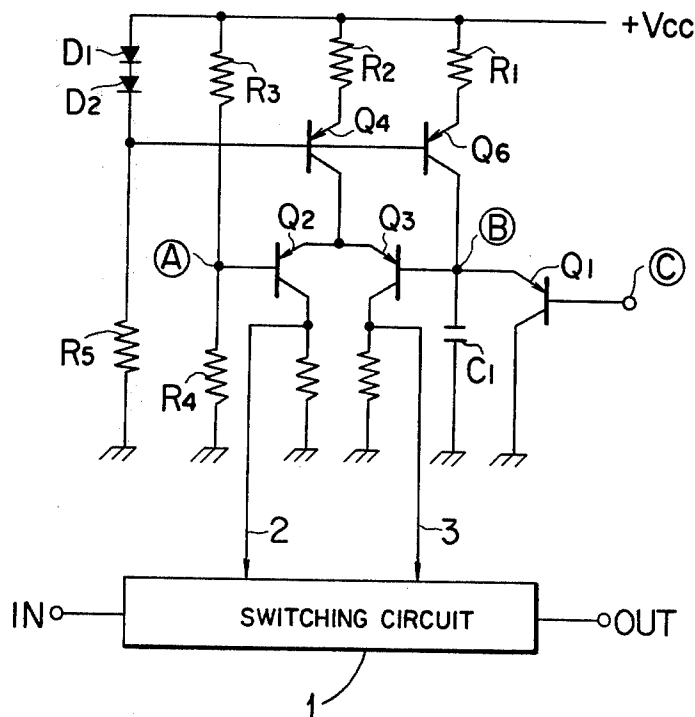 +Vcc
D1
D2
R3
R2
R1
Q4
Q6
Q2
Q3
B
A
Q1
C
R5
R4
C1
2
3
IN
SWITCHING CIRCUIT
OUT
1